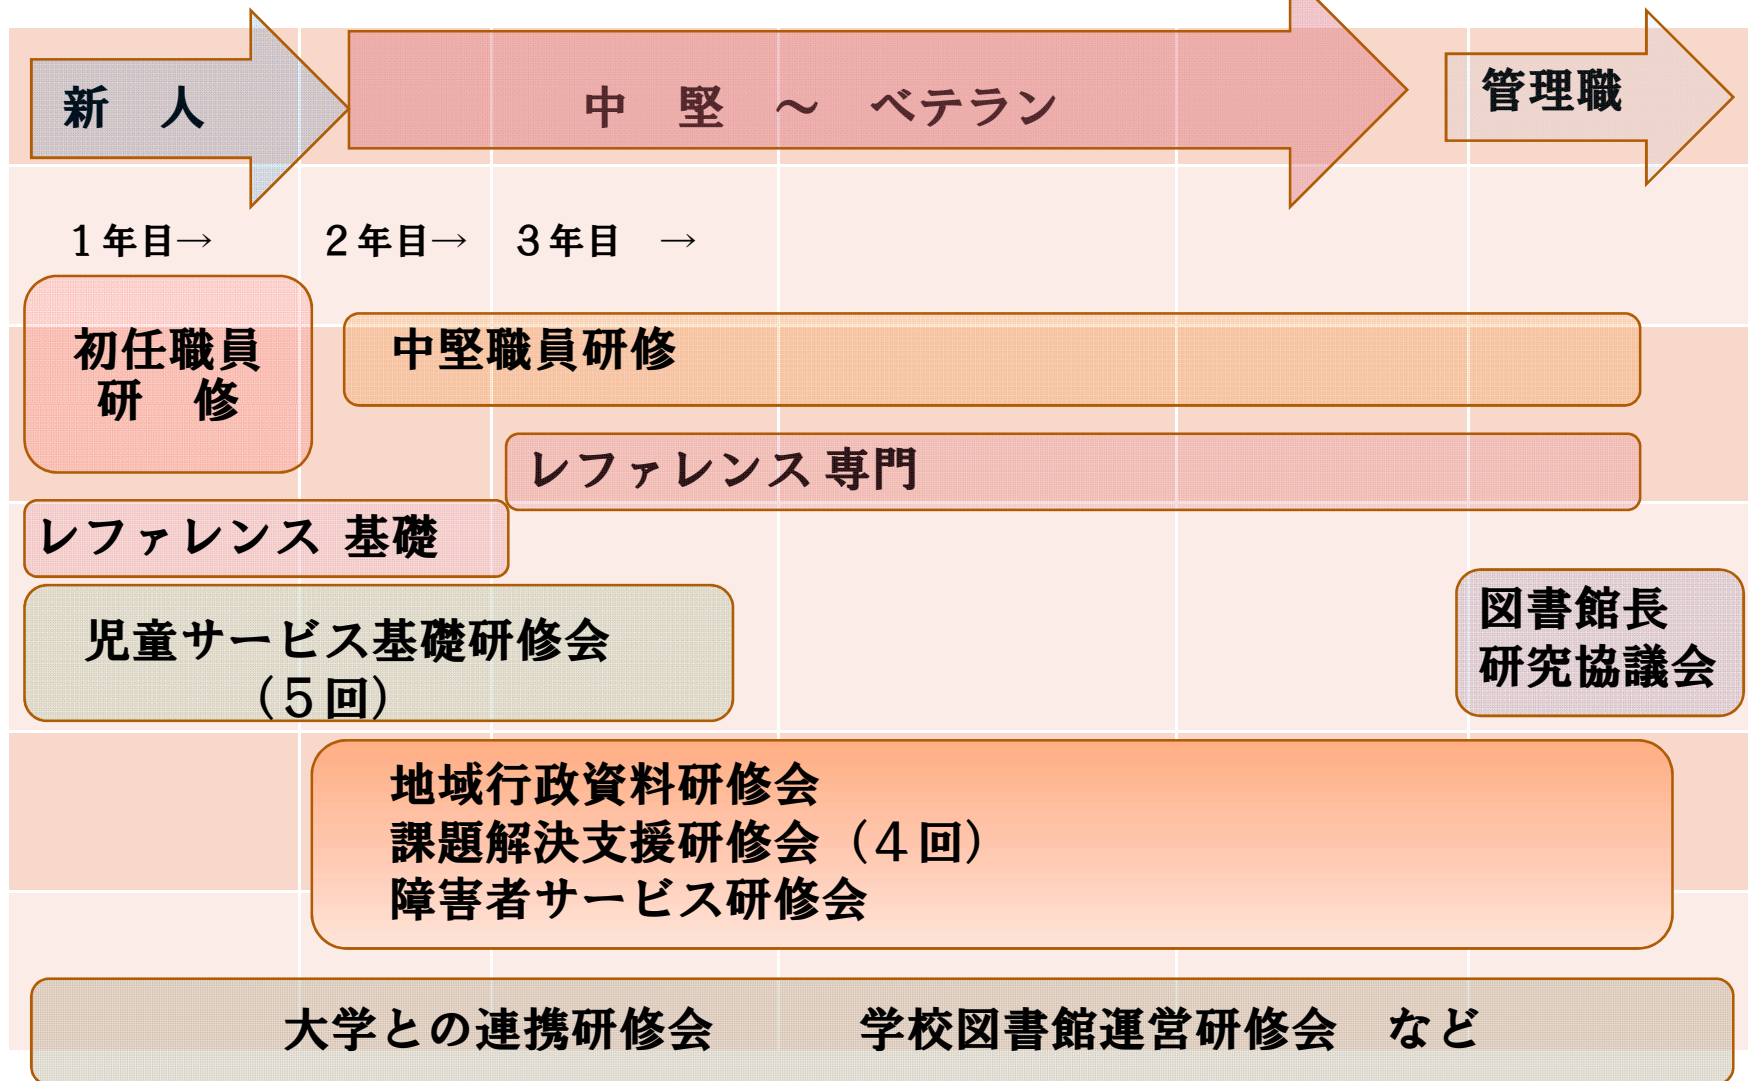 新　人
中　堅　～　ベテラン
管理職
１年目→
２年目→
３年目　→
初任職員
研　修
中堅職員研修
レファレンス 専門
レファレンス 基礎
児童サービス基礎研修会
（５回）
図書館長
研究協議会
地域行政資料研修会
課題解決支援研修会（４回）
障害者サービス研修会
大学との連携研修会　　　学校図書館運営研修会　など